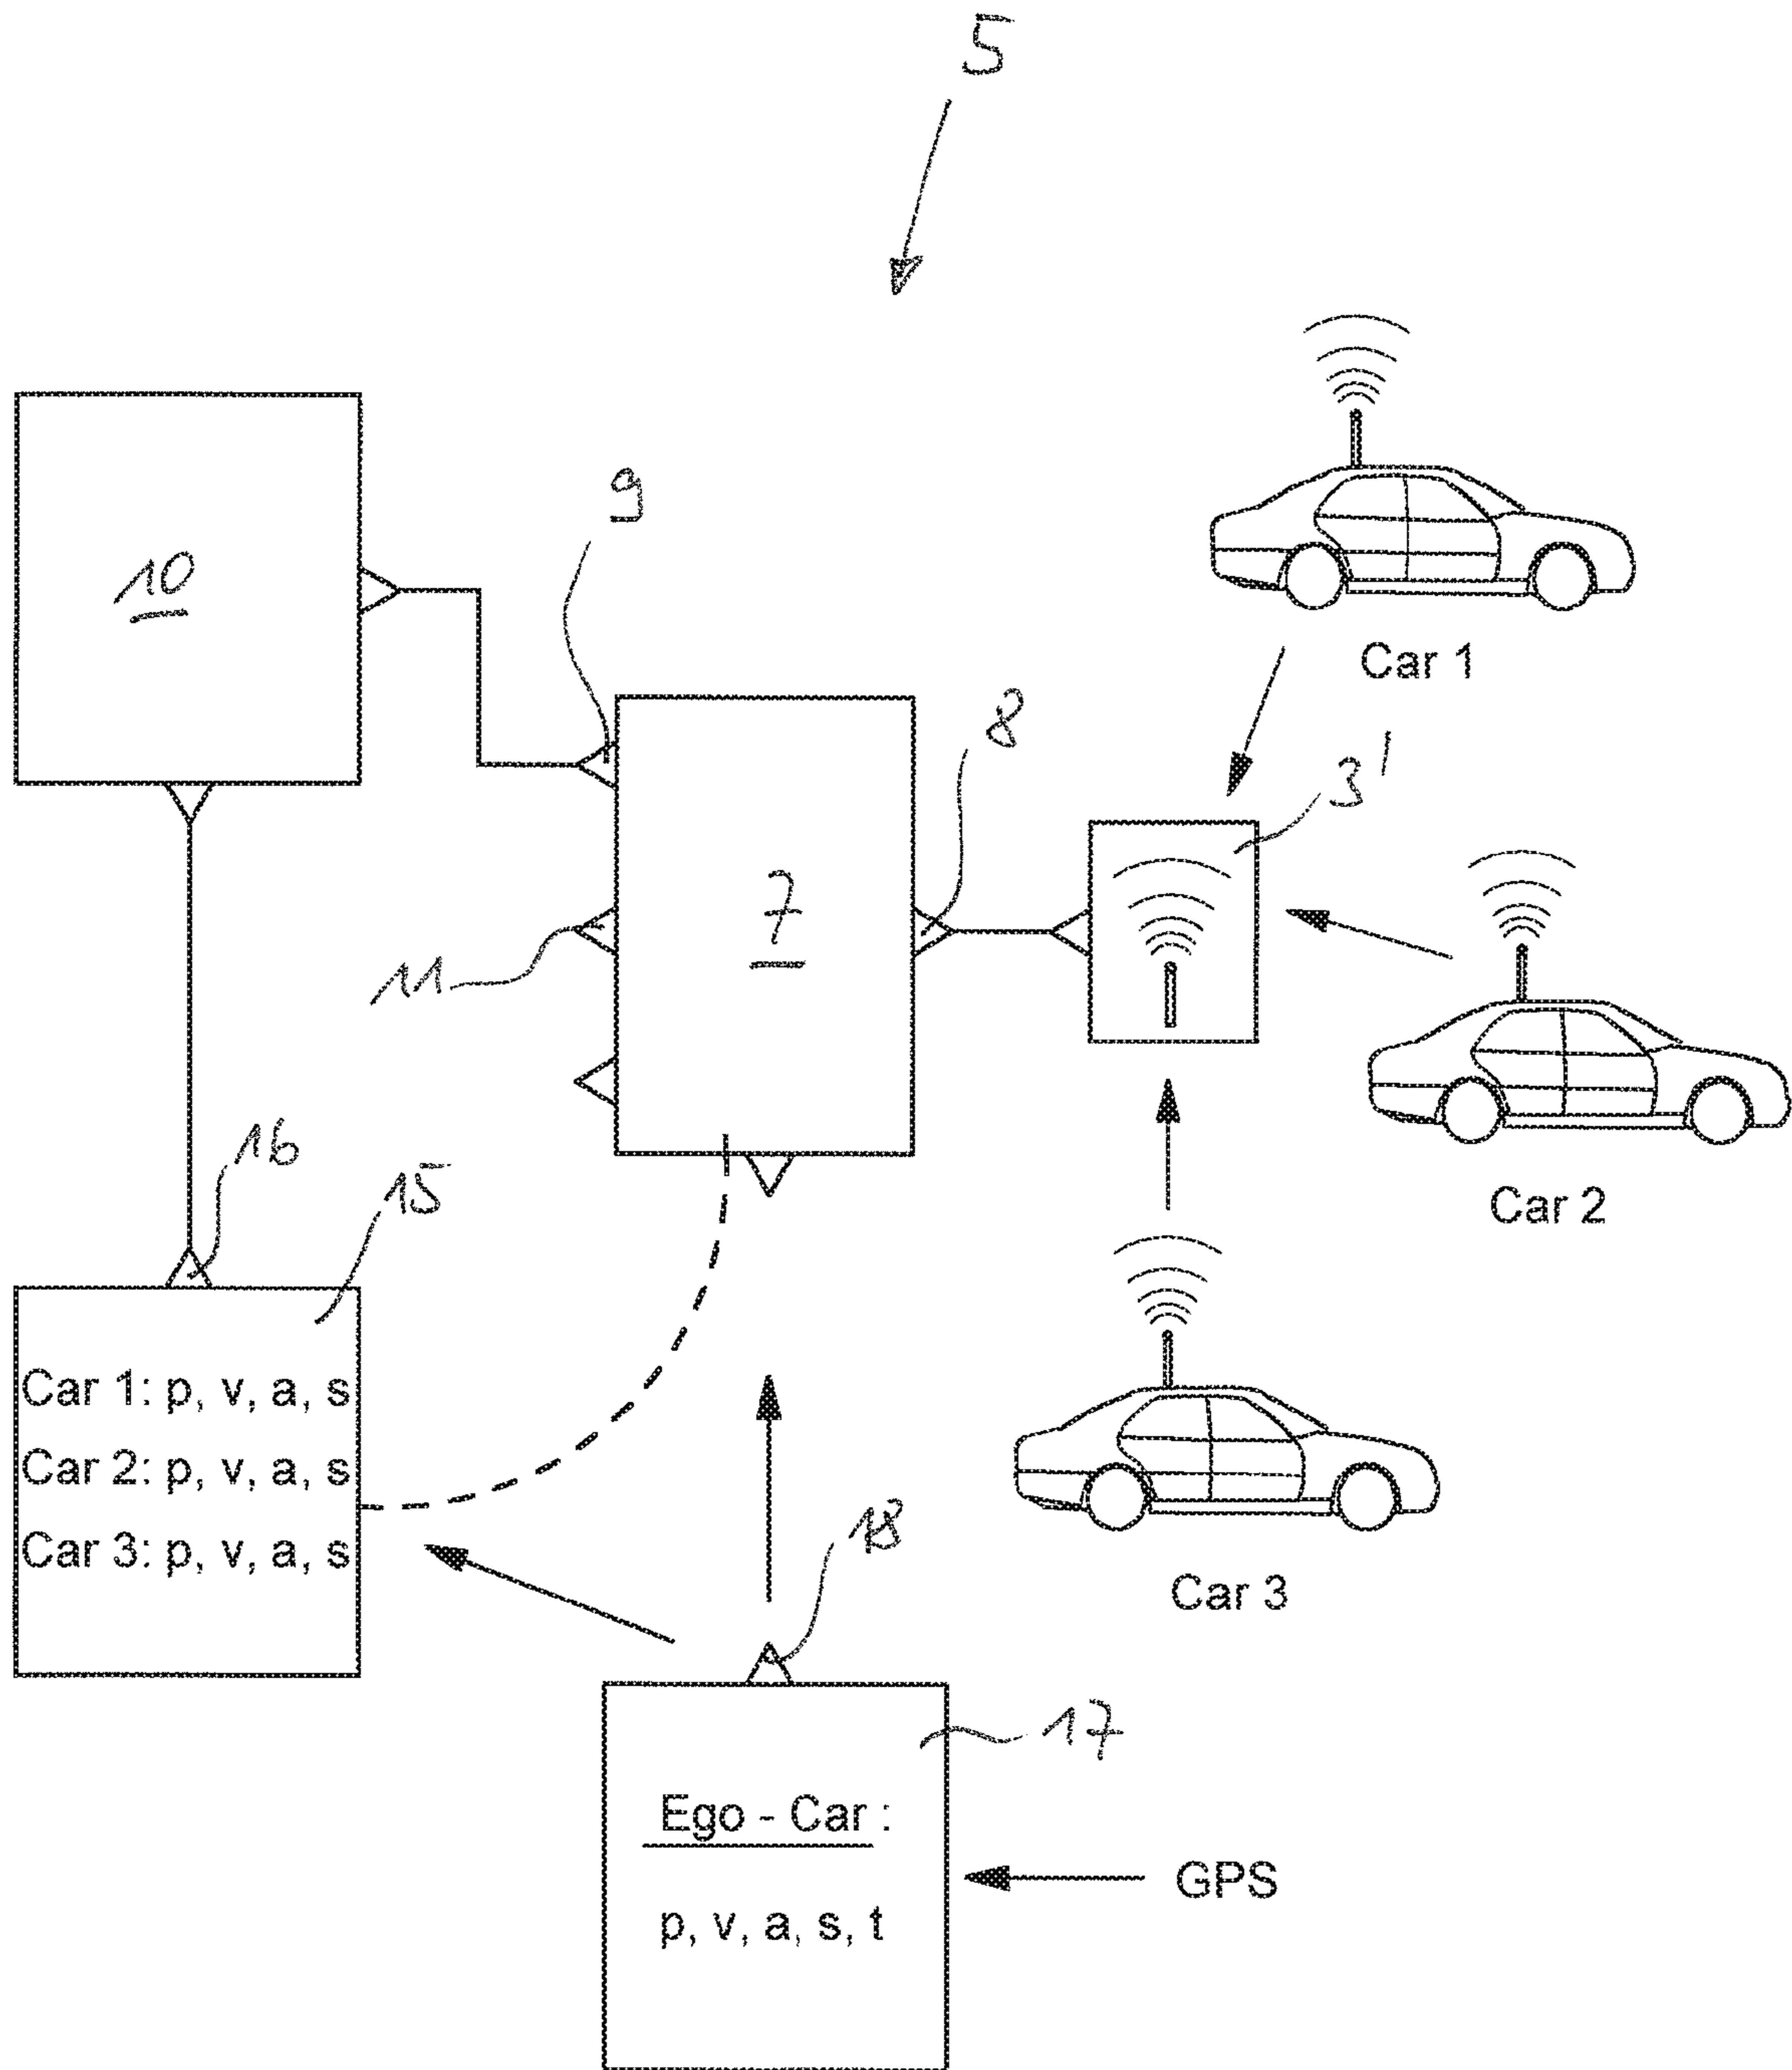 5
10
9
Car 1
8
3'
7
11
Car 2
16
15
Car 1: p, v, a, s
Car 2: p, v, a, s
Car 3: p, v, a, s
18
Car 3
17
Ego - Car :
p, v, a, s, t
GPS